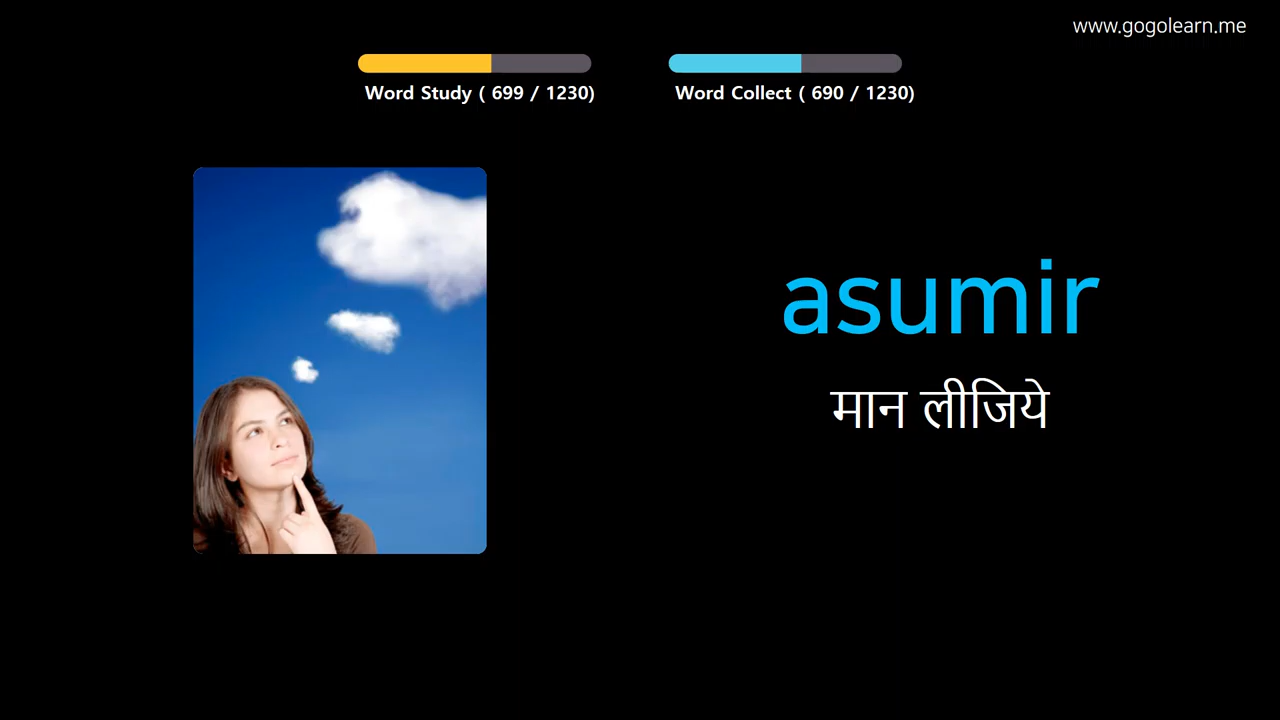 www.gogolearn.me
Word Study ( 699 / 1230)
Word Collect ( 690 / 1230)
asumir
मान लीजिये